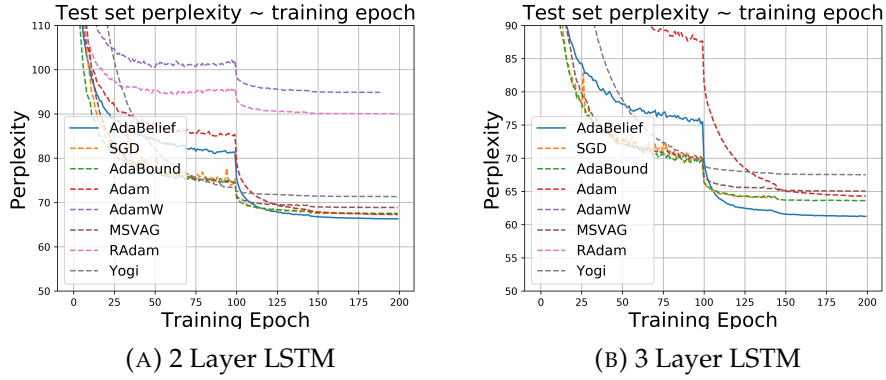 Test set perplexity ~ training epoch
110
100
90
80
70
60
50
Perplexity
AdaBelief
SGD
AdaBound
Adam
AdamW
MSVAG
RAdam
Yogi
0 25 50 75 100 125 150 175 200
Training Epoch
(A) 2 Layer LSTM
Test set perplexity ~ training epoch
90
85
80
75
70
65
60
55
50
Perplexity
AdaBelief
SGD
AdaBound
Adam
AdamW
MSVAG
RAdam
Yogi
0 25 50 75 100 125 150 175 200
Training Epoch
(B) 3 Layer LSTM